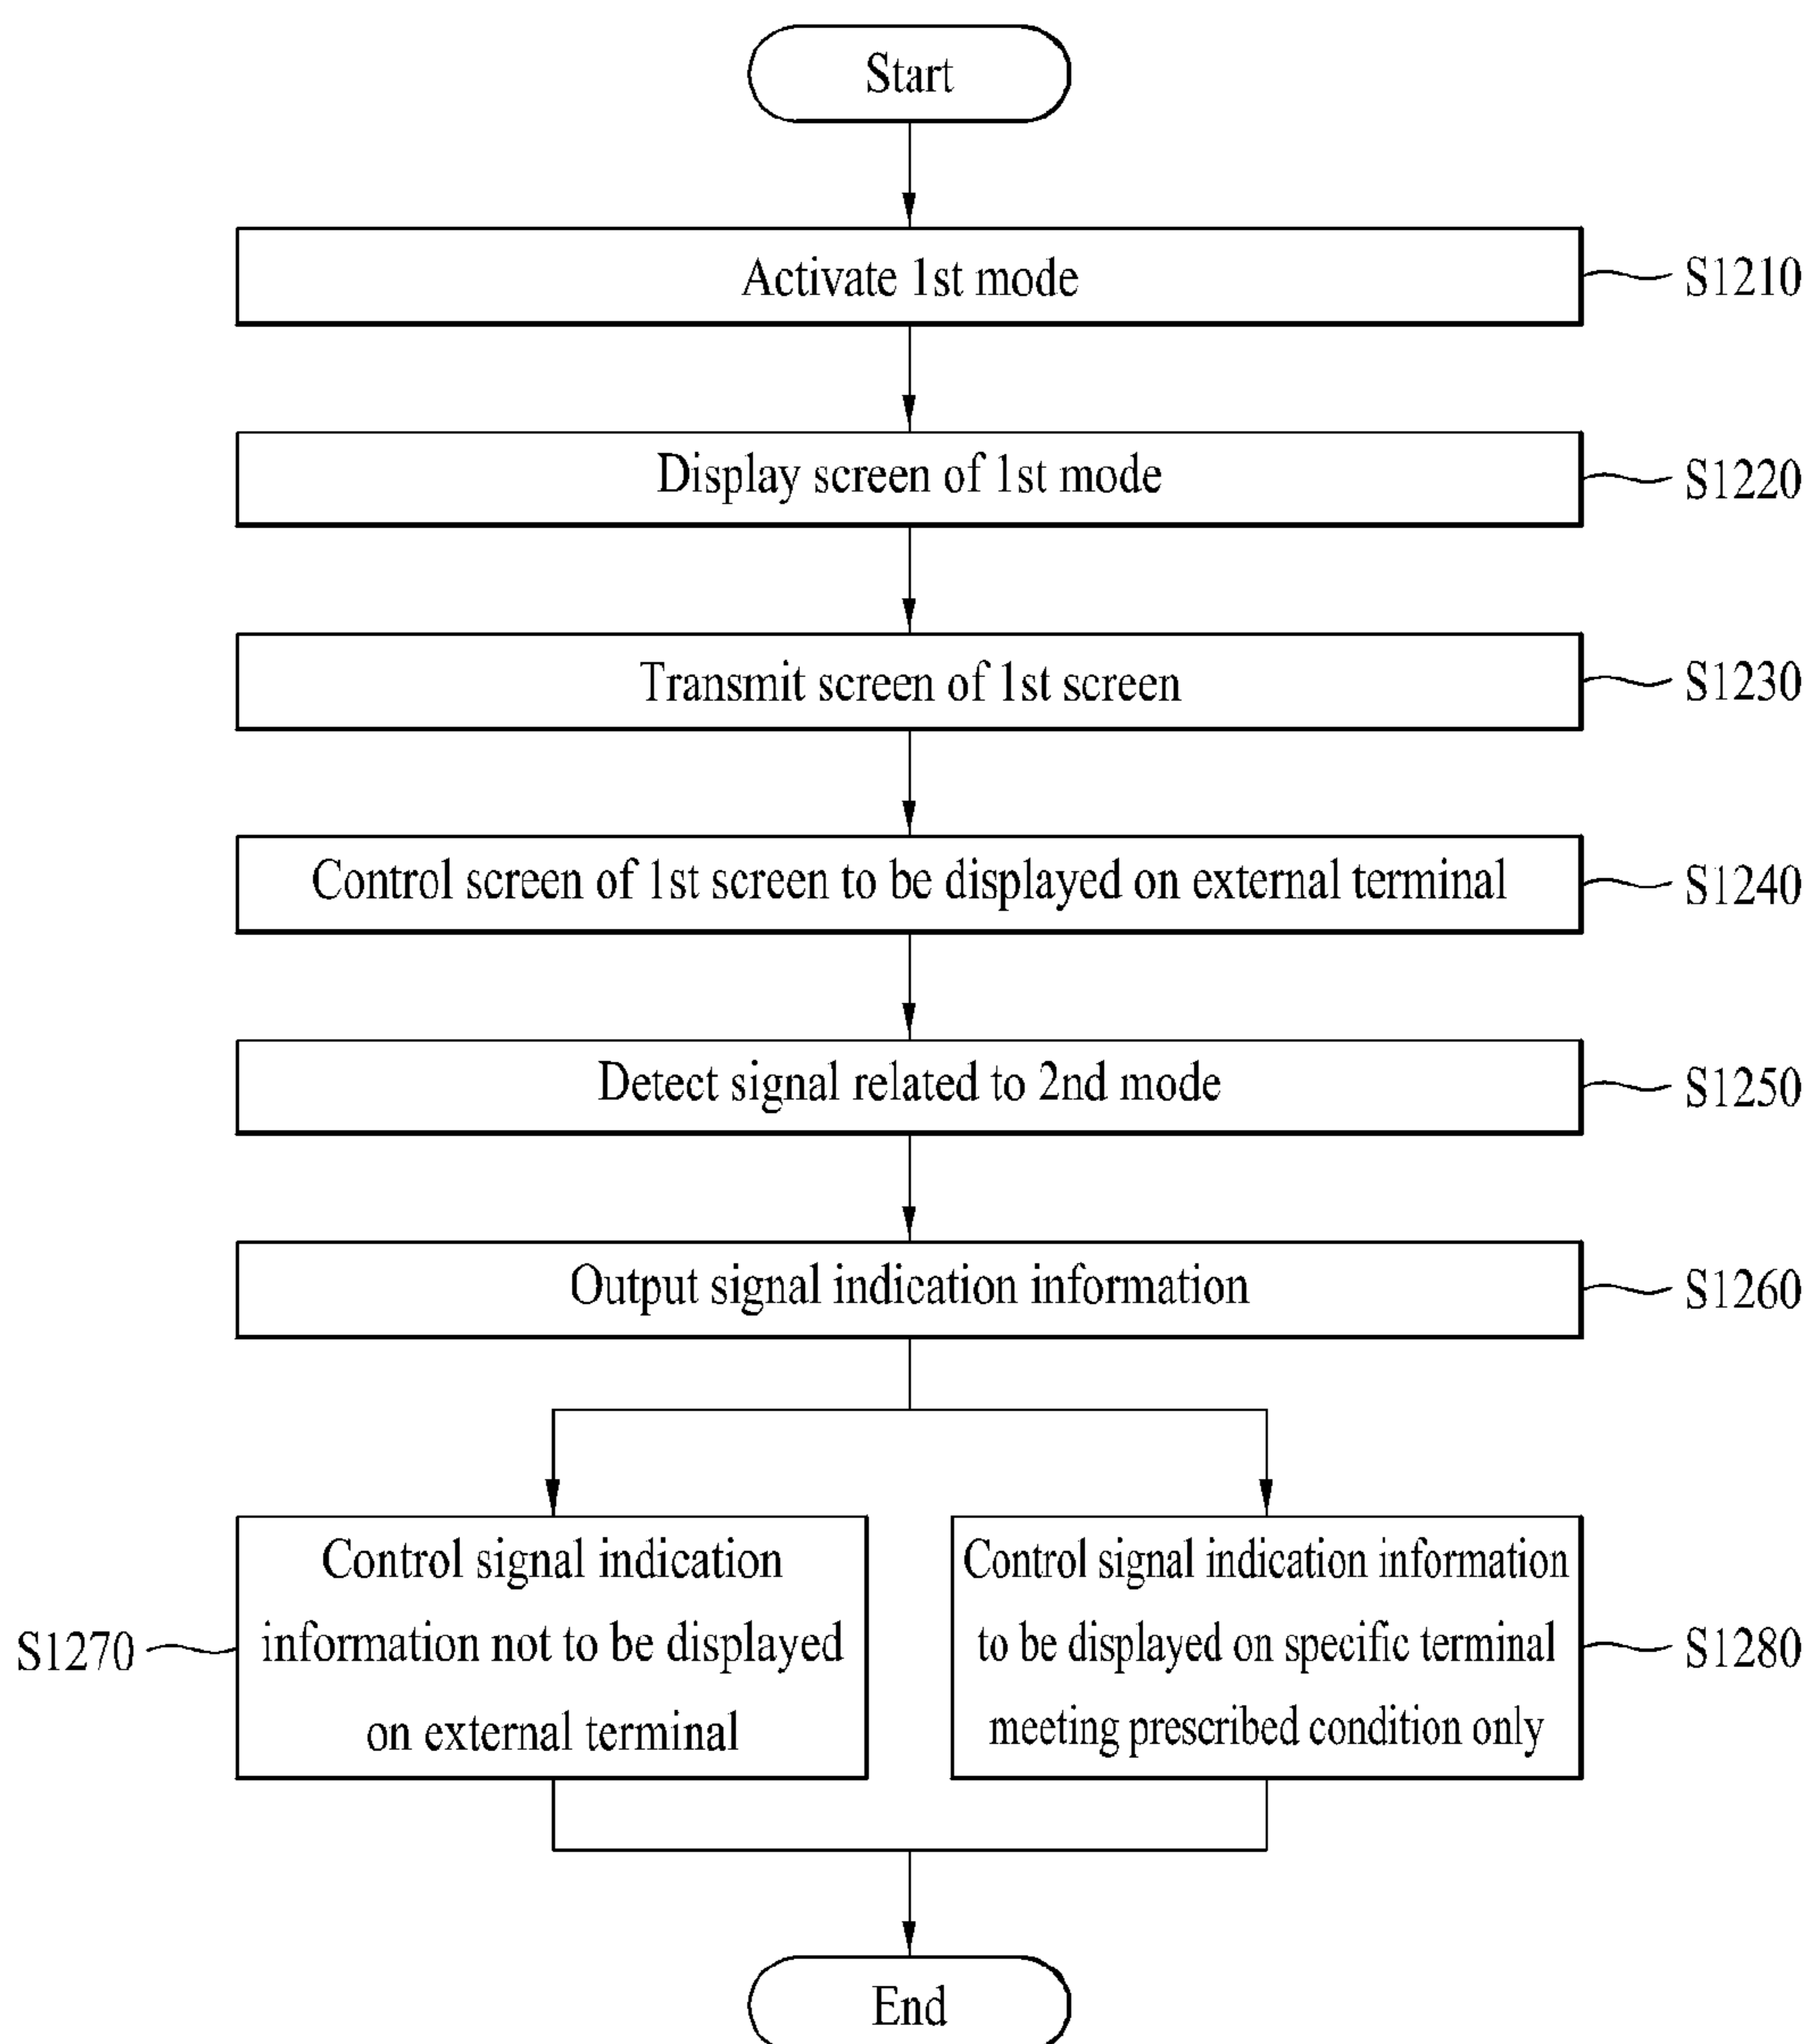 Start
Activate 1st mode
S1210
Display screen of 1st mode
S1220
Transmit screen of 1st screen
S1230
Control screen of 1st screen to be displayed on external terminal
S1240
Detect signal related to 2nd mode
S1250
Output signal indication information
S1260
Control signal indication
information not to be displayed
on external terminal
S1270
Control signal indication information
to be displayed on specific terminal
meeting prescribed condition only
S1280
End